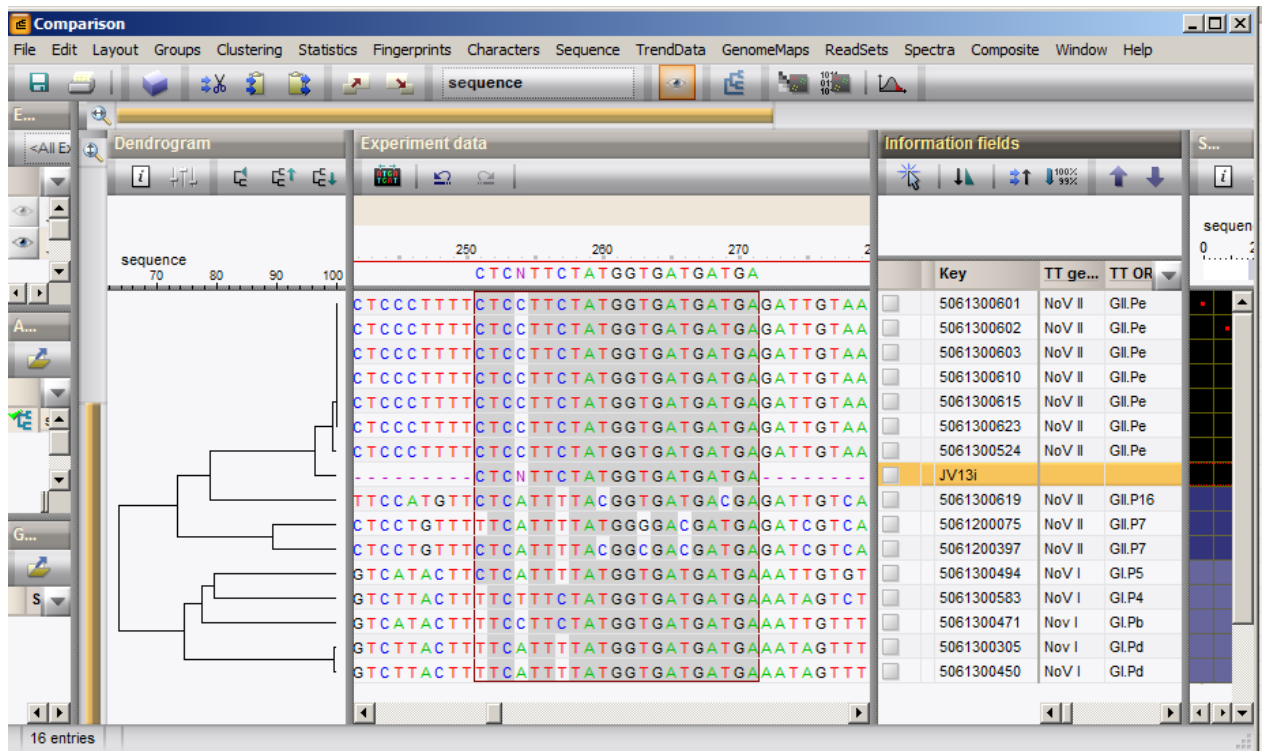 Comparison
File Edit Layout Groups Clustering Statistics Fingerprints Characters Sequence TrendData GenomeMaps ReadSets Spectra Composite Window Help
sequence
E...
<All Ex
Dendrogram
Experiment data
Information fields
S...
sequence
70 80 90 100
250 260 270 2
CTCNTTCTATGGTGATGATGA
Key TT ge... TT OR
sequen
0 2
CTCCCTTTTCTCCTTCTATGGTGATGATGAGATTGTAA 5061300601 NoV II GII.Pe
CTCCCTTTTCTCCTTCTATGGTGATGATGAGATTGTAA 5061300602 NoV II GII.Pe
CTCCCTTTTCTCCTTCTATGGTGATGATGAGATTGTAA 5061300603 NoV II GII.Pe
CTCCCTTTTCTCCTTCTATGGTGATGATGAGATTGTAA 5061300610 NoV II GII.Pe
CTCCCTTTTCTCCTTCTATGGTGATGATGAGATTGTAA 5061300615 NoV II GII.Pe
CTCCCTTTTCTCCTTCTATGGTGATGATGAGATTGTAA 5061300623 NoV II GII.Pe
CTCCCTTTTCTCCTTCTATGGTGATGATGAGATTGTAA 5061300524 NoV II GII.Pe
---------CTCNTTCTATGGTGATGATGA-------- JV13i
TTCCATGTTCTCATTTTACGGTGATGACGAGATTGTCA 5061300619 NoV II GII.P16
CTCCTGTTTTTCATTTTATGGGGACGATGAGATCGTCA 5061200075 NoV II GII.P7
CTCCTGTTTCTCATTTTACGGCGACGATGAGATCGTCA 5061200397 NoV II GII.P7
GTCATACTTCTCATTTTATGGTGATGATGAAATTGTGT 5061300494 NoV I GI.P5
GTCTTACTTTTCTTTCTATGGTGATGATGAAATAGTCT 5061300583 NoV I GI.P4
GTCATACTTTTCCTTCTATGGTGATGATGAAATTGTTT 5061300471 Nov I GI.Pb
GTCTTACTTTTCATTTTATGGTGATGATGAAATAGTTT 5061300305 Nov I GI.Pd
GTCTTACTTTTCATTTTATGGTGATGATGAAATAGTTT 5061300450 NoV I GI.Pd
A...
G...
S
16 entries